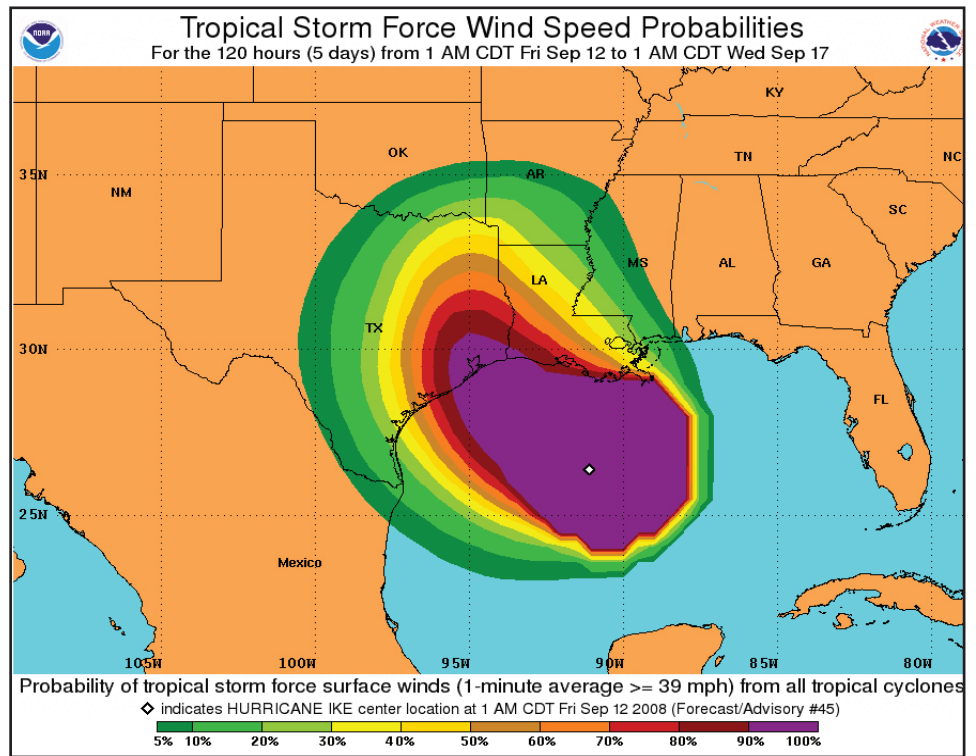 Tropical Storm Force Wind Speed Probabilities
For the 120 hours (5 days) from 1 AM CDT Fri Sep 12 to 1 AM CDT Wed Sep 17
NOAA
KY
OK
TN
NC
35N
AR
NM
SC
MS
AL
GA
LA
TX
30N
FL
25N
Mexico
105W
100W
95W
90W
85W
80W
Probability of tropical storm force surface winds (1-minute average >= 39 mph) from all tropical cyclones
indicates HURRICANE IKE center location at 1 AM CDT Fri Sep 12 2008 (Forecast/Advisory #45)
5% 10% 20% 30% 40% 50% 60% 70% 80% 90% 100%